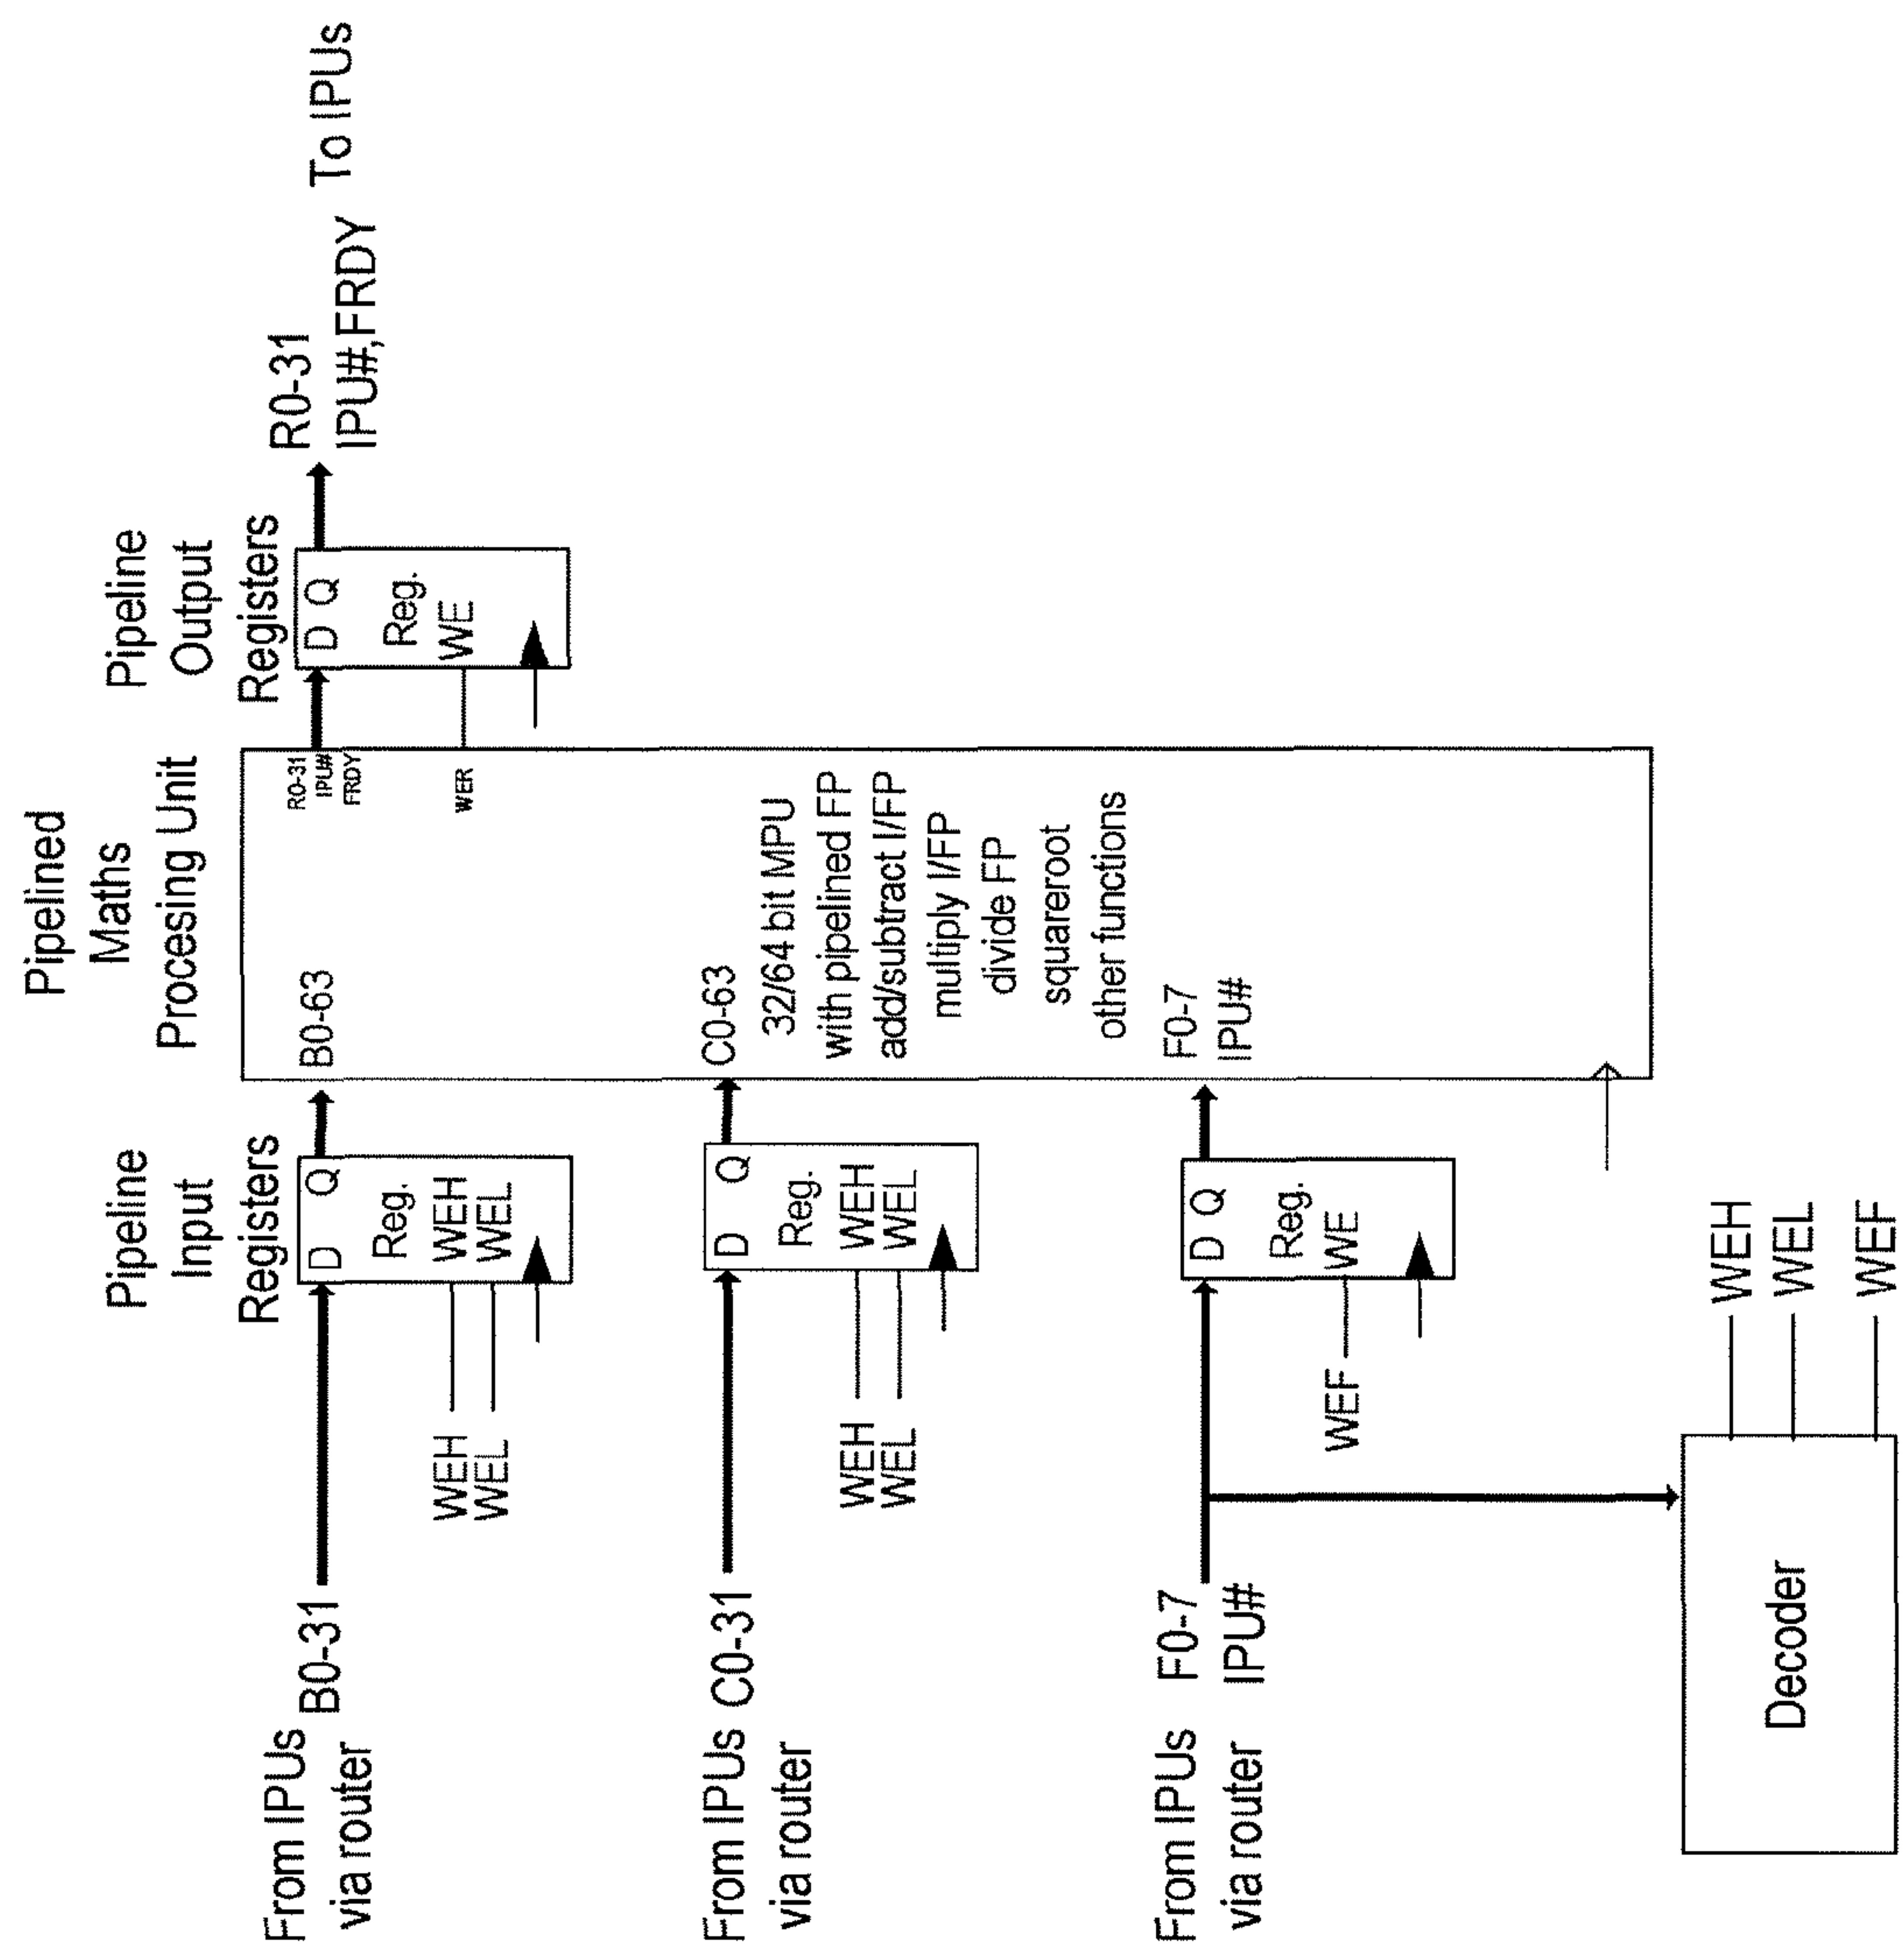 Pipeline
Input
Registers
Pipelined
Maths
Procesing Unit
Pipeline
Output
Registers
From IPUs
via router
B0-31
D Q
Reg.
WEH
WEL
WEH
WEL
B0-63
R0-31
IPU#
FRDY
WER
D Q
Reg.
WE
R0-31
IPU#,FRDY
To IPUs
From IPUs
via router
C0-31
D Q
Reg.
WEH
WEL
WEH
WEL
C0-63
32/64 bit MPU
with pipelined FP
add/subtract I/FP
multiply I/FP
divide FP
squareroot
other functions
From IPUs
via router
F0-7
IPU#
D Q
Reg.
WE
WEF
F0-7
IPU#
Decoder
WEH
WEL
WEF